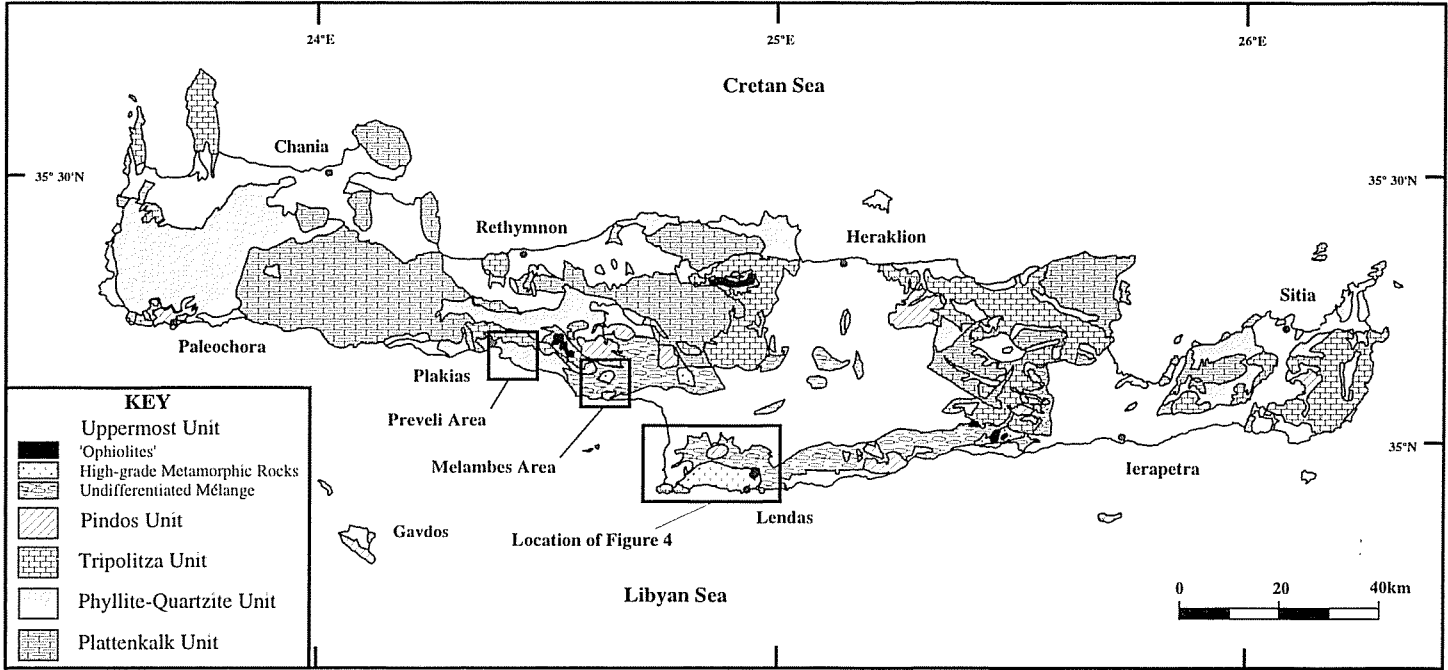 24°E
25°E
26°E
Cretan Sea
Chania
35° 30'N
35° 30'N
Rethymnon
Heraklion
Sitia
Paleochora
Plakias
Preveli Area
Melambes Area
35°N
Ierapetra
Lendas
Location of Figure 4
Gavdos
Libyan Sea
KEY
Uppermost Unit
'Ophiolites'
High-grade Metamorphic Rocks
Undifferentiated Mélange
Pindos Unit
Tripolitza Unit
Phyllite-Quartzite Unit
Plattenkalk Unit
0 20 40km